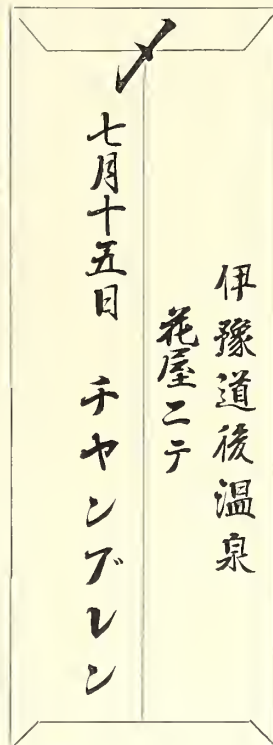 伊豫道後溫泉
花屋ニテ
〆
七月十五日 チヤンブレン